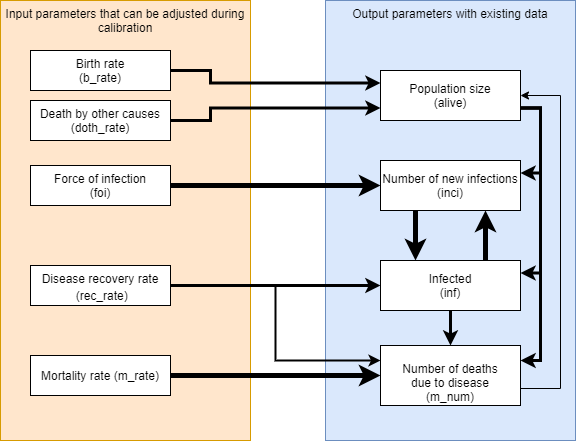 Input parameters that can be adjusted during
calibration
Output parameters with existing data
Birth rate
(b_rate)
Death by other causes
(doth_rate)
Force of infection
(foi)
Disease recovery rate
(rec_rate)
Mortality rate (m_rate)
Population size
(alive)
Number of new infections
(inci)
Infected
(inf)
Number of deaths
due to disease
(m_num)